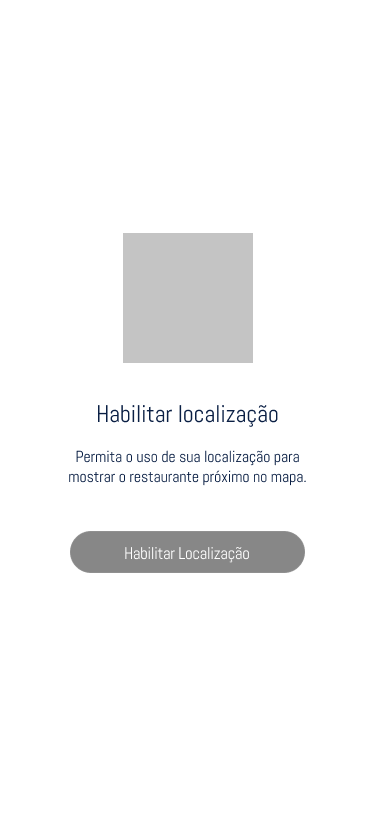 Habilitar localização
Permita o uso de sua localização para
mostrar o restaurante próximo no mapa.
Habilitar Localização